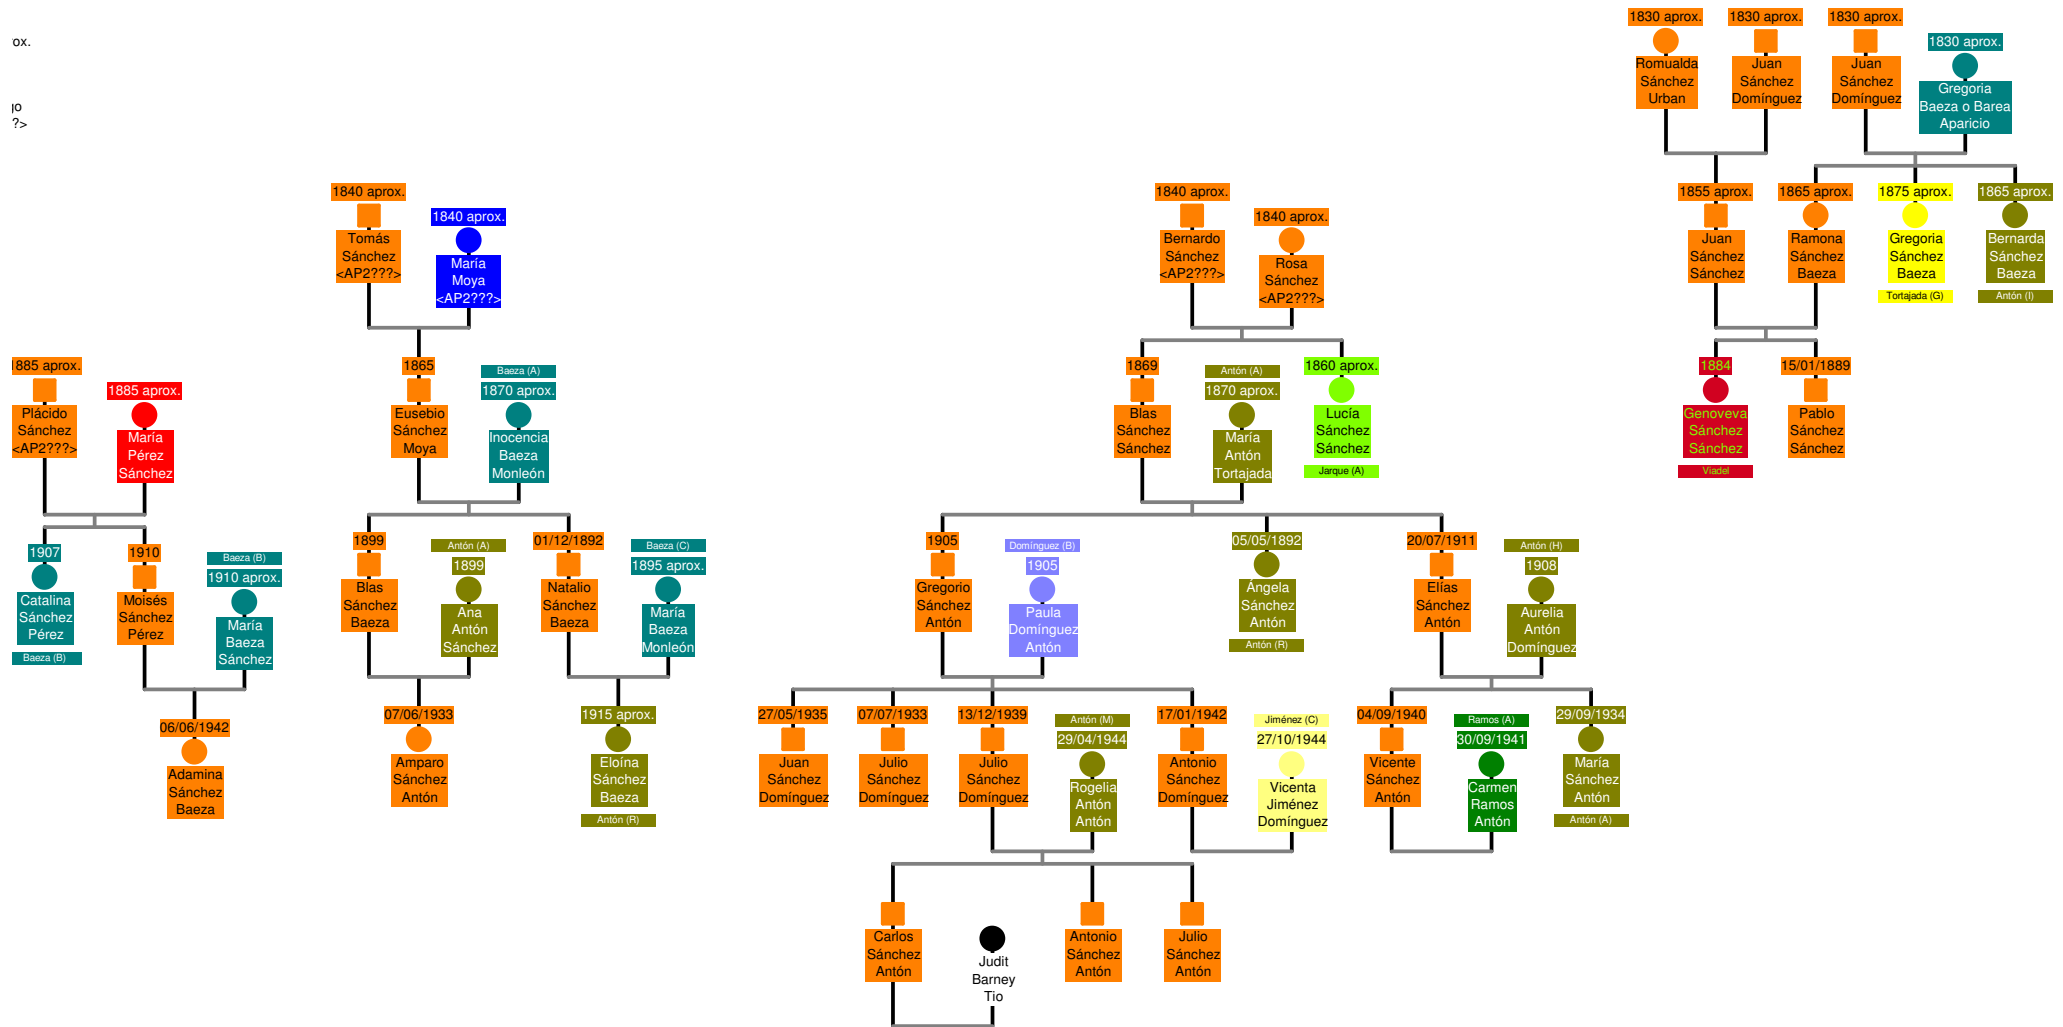 ox.
go
??>
1830 aprox.
Romualda
Sánchez
Urban
1830 aprox.
Juan
Sánchez
Domínguez
1830 aprox.
Juan
Sánchez
Domínguez
1830 aprox.
Gregoria
Baeza o Barea
Aparicio
1840 aprox.
Tomás
Sánchez
<AP2???>
1840 aprox.
María
Moya
<AP2???>
1840 aprox.
Bernardo
Sánchez
<AP2???>
1840 aprox.
Rosa
Sánchez
<AP2???>
1855 aprox.
Juan
Sánchez
Sánchez
1865 aprox.
Ramona
Sánchez
Baeza
1875 aprox.
Gregoria
Sánchez
Baeza
Tortajada (G)
1865 aprox.
Bernarda
Sánchez
Baeza
Antón (I)
1885 aprox.
Plácido
Sánchez
<AP2???>
1885 aprox.
María
Pérez
Sánchez
1865
Eusebio
Sánchez
Moya
Baeza (A)
1870 aprox.
Inocencia
Baeza
Monleón
1869
Blas
Sánchez
Sánchez
Antón (A)
1870 aprox.
María
Antón
Tortajada
1860 aprox.
Lucía
Sánchez
Sánchez
Jarque (A)
1884
Genoveva
Sánchez
Sánchez
Viadel
15/01/1889
Pablo
Sánchez
Sánchez
1907
Catalina
Sánchez
Pérez
Baeza (B)
1910
Moisés
Sánchez
Pérez
Baeza (B)
1910 aprox.
María
Baeza
Sánchez
1899
Blas
Sánchez
Baeza
Antón (A)
1899
Ana
Antón
Sánchez
01/12/1892
Natalio
Sánchez
Baeza
Baeza (C)
1895 aprox.
María
Baeza
Monleón
1905
Gregorio
Sánchez
Antón
Domínguez (B)
1905
Paula
Domínguez
Antón
05/05/1892
Ángela
Sánchez
Antón
Antón (R)
20/07/1911
Elías
Sánchez
Antón
Antón (H)
1908
Aurelia
Antón
Domínguez
06/06/1942
Adamina
Sánchez
Baeza
07/06/1933
Amparo
Sánchez
Antón
1915 aprox.
Eloína
Sánchez
Baeza
Antón (R)
27/05/1935
Juan
Sánchez
Domínguez
07/07/1933
Julio
Sánchez
Domínguez
13/12/1939
Julio
Sánchez
Domínguez
Antón (M)
29/04/1944
Rogelia
Antón
Antón
17/01/1942
Antonio
Sánchez
Domínguez
Jiménez (C)
27/10/1944
Vicenta
Jiménez
Domínguez
04/09/1940
Vicente
Sánchez
Antón
Ramos (A)
30/09/1941
Carmen
Ramos
Antón
29/09/1934
María
Sánchez
Antón
Antón (A)
Carlos
Sánchez
Antón
Judit
Barney
Tio
Antonio
Sánchez
Antón
Julio
Sánchez
Antón